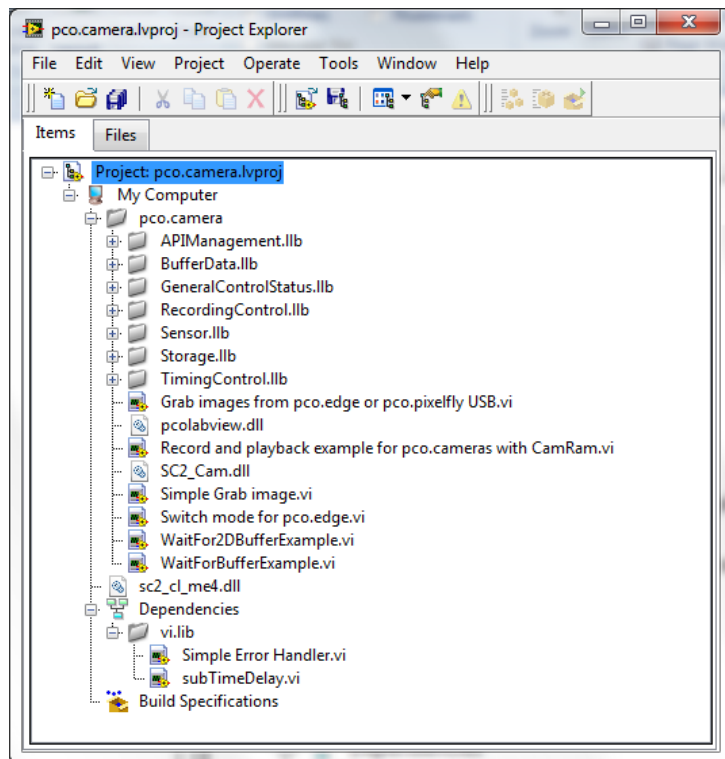 pco.camera.lvproj - Project Explorer
File Edit View Project Operate Tools Window Help
Items Files
Project: pco.camera.lvproj
My Computer
pco.camera
APIManagement.llb
BufferData.llb
GeneralControlStatus.llb
RecordingControl.llb
Sensor.llb
Storage.llb
TimingControl.llb
Grab images from pco.edge or pco.pixelfly USB.vi
pcolabview.dll
Record and playback example for pco.cameras with CamRam.vi
SC2_Cam.dll
Simple Grab image.vi
Switch mode for pco.edge.vi
WaitFor2DBufferExample.vi
WaitForBufferExample.vi
sc2_cl_me4.dll
Dependencies
vi.lib
Simple Error Handler.vi
subTimeDelay.vi
Build Specifications